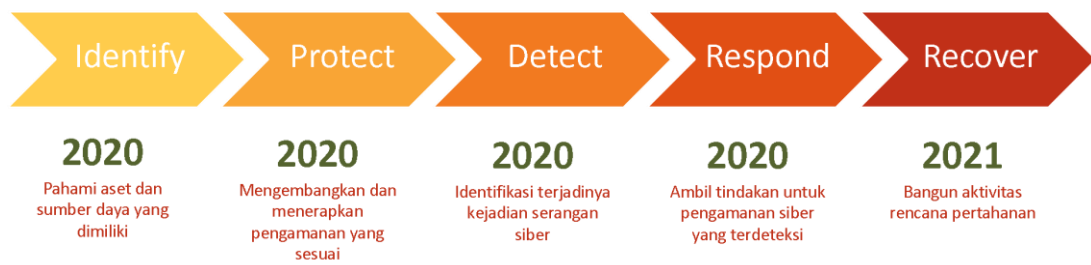 Identify
Protect
Detect
Respond
Recover
2020
Pahami aset dan
sumber daya yang
dimiliki
2020
Mengembangkan dan
menerapkan
pengamanan yang
sesuai
2020
Identifikasi terjadinya
kejadian serangan
siber
2020
Ambil tindakan untuk
pengamanan siber
yang terdeteksi
2021
Bangun aktivitas
rencana pertahanan